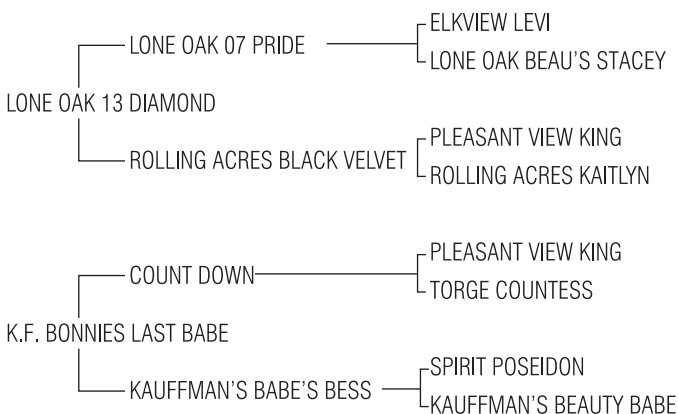 ELKVIEW LEVI
LONE OAK 07 PRIDE
LONE OAK BEAU'S STACEY
LONE OAK 13 DIAMOND
PLEASANT VIEW KING
ROLLING ACRES BLACK VELVET
ROLLING ACRES KAITLYN
PLEASANT VIEW KING
COUNT DOWN
TORGE COUNTESS
K.F. BONNIES LAST BABE
SPIRIT POSEIDON
KAUFFMAN'S BABE'S BESS
KAUFFMAN'S BEAUTY BABE